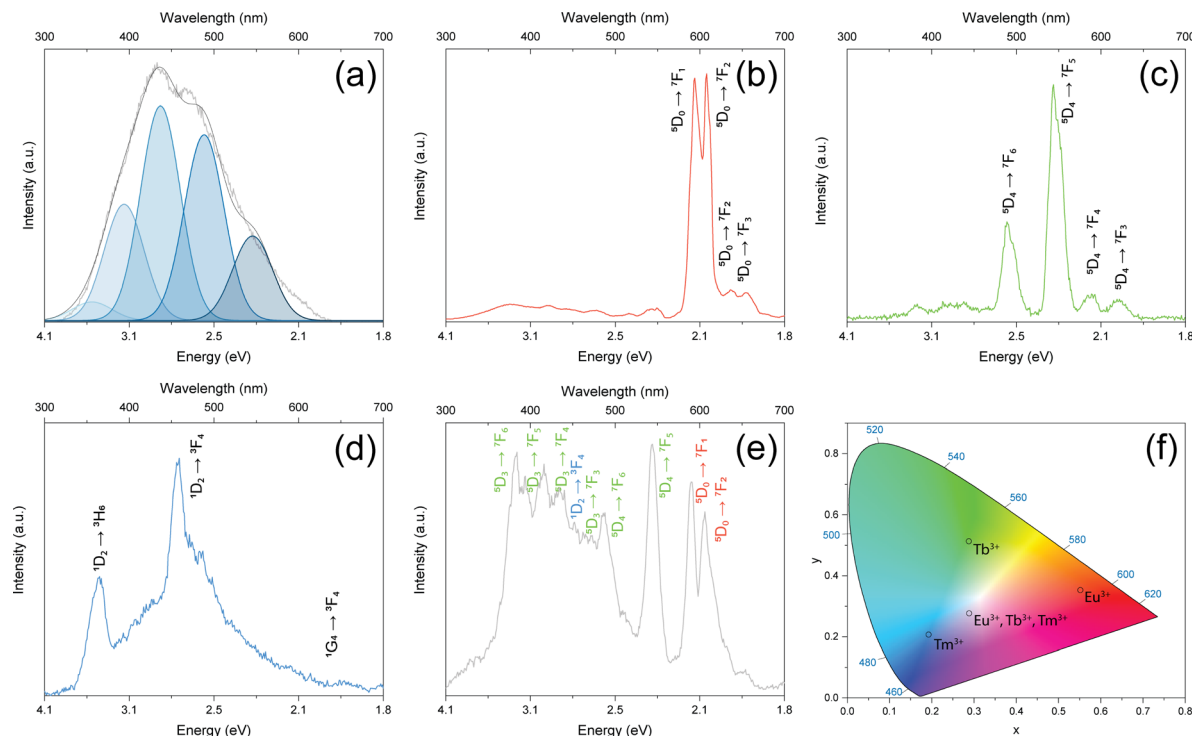 Wavelength (nm)
300 400 500 600 700
(a)
Intensity (a.u.)
4.1 3.1 2.5 2.1 1.8
Energy (eV)
Wavelength (nm)
300 400 500 600 700
(b)
⁵D₀ → ⁷F₁
⁵D₀ → ⁷F₂
⁵D₀ → ⁷F₂
⁵D₀ → ⁷F₃
Intensity (a.u.)
4.1 3.1 2.5 2.1 1.8
Energy (eV)
Wavelength (nm)
300 400 500 600 700
(c)
⁵D₄ → ⁷F₆
⁵D₄ → ⁷F₅
⁵D₄ → ⁷F₄
⁵D₄ → ⁷F₃
Intensity (a.u.)
4.1 3.1 2.5 2.1 1.8
Energy (eV)
Wavelength (nm)
300 400 500 600 700
(d)
¹D₂ → ³H₆
¹D₂ → ³F₄
¹G₄ → ³F₄
Intensity (a.u.)
4.1 3.1 2.5 2.1 1.8
Energy (eV)
Wavelength (nm)
300 400 500 600 700
(e)
⁵D₃ → ⁷F₆
⁵D₃ → ⁷F₅
⁵D₃ → ⁷F₄
¹D₂ → ³F₄
⁵D₃ → ⁷F₃
⁵D₄ → ⁷F₆
⁵D₄ → ⁷F₅
⁵D₀ → ⁷F₁
⁵D₀ → ⁷F₂
Intensity (a.u.)
4.1 3.1 2.5 2.1 1.8
Energy (eV)
(f)
520
540
560
500
580
600
620
480
460
Tb³⁺
Eu³⁺
Eu³⁺, Tb³⁺, Tm³⁺
Tm³⁺
y
0.8
0.6
0.4
0.2
0.0
0.0 0.1 0.2 0.3 0.4 0.5 0.6 0.7 0.8
x